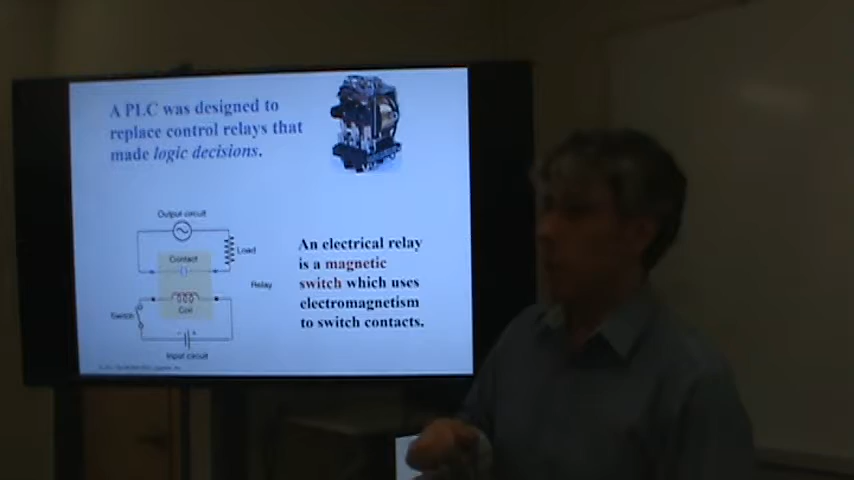 A PLC was designed to
replace control relays that
made logic decisions.
Output circuit
Load
Contact
Relay
Coil
Switch
- +
Input circuit
An electrical relay
is a magnetic
switch which uses
electromagnetism
to switch contacts.